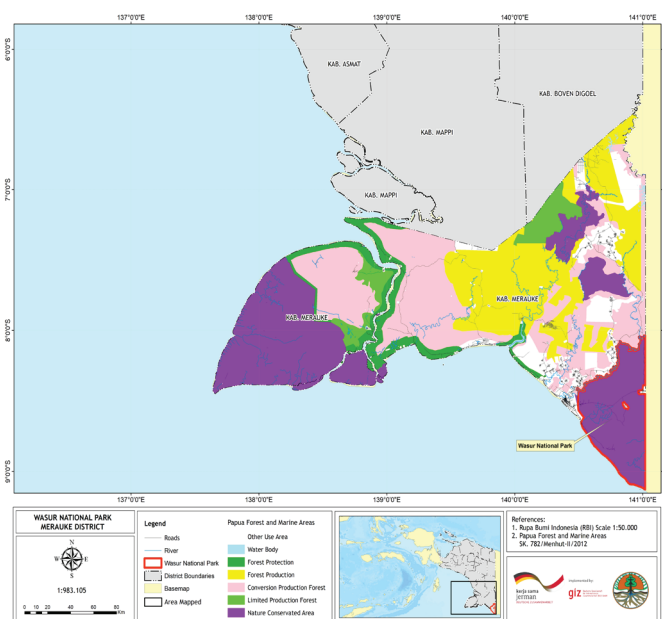 137°0'0"E 138°0'0"E 139°0'0"E 140°0'0"E 141°0'0"E
6°0'0"S
7°0'0"S
8°0'0"S
9°0'0"S
KAB. ASMAT
KAB. BOVEN DIGOEL
KAB. MAPPI
KAB. MAPPI
KAB. MERAUKE
KAB. MERAUKE
Wasur National Park
137°0'0"E 138°0'0"E 139°0'0"E 140°0'0"E 141°0'0"E
WASUR NATIONAL PARK
MERAUKE DISTRICT
N
W E
S
1:983.105
0 10 20 40 60 80
Km
Legend
Roads
River
Wasur National Park
District Boundaries
Basemap
Area Mapped
Papua Forest and Marine Areas
Other Use Area
Water Body
Forest Protection
Forest Production
Conversion Production Forest
Limited Production Forest
Nature Conservated Area
References:
1. Rupa Bumi Indonesia (RBI) Scale 1:50.000
2. Papua Forest and Marine Areas
SK. 782/Menhut-II/2012
kerja sama
jerman
giz